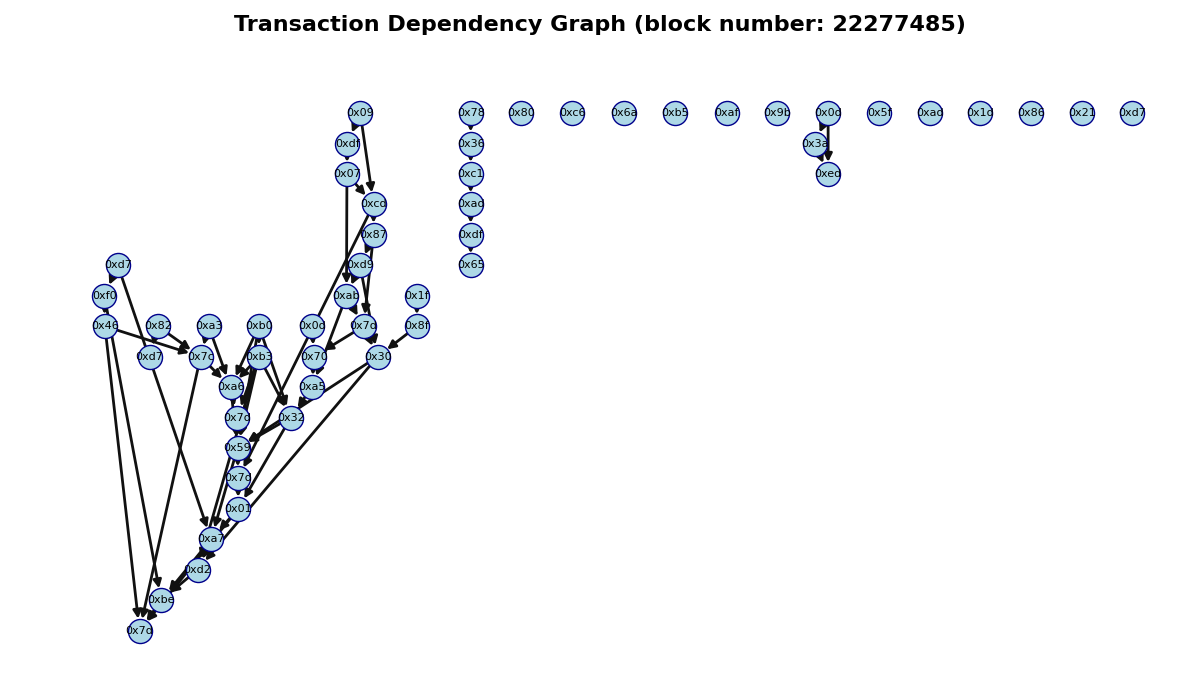 Transaction Dependency Graph (block number: 22277485)
0x09 0x78 0x80 0xc6 0x6a 0xb5 0xaf 0x9b 0x0d 0x5f 0xad 0x1d 0x86 0x21 0xd7
0xdf 0x36 0x3a
0x07 0xc1 0xed
0xcd 0xad
0x87 0xdf
0xd7 0xd9 0x65
0xf0 0xab 0x1f
0x46 0x82 0xa3 0xb0 0x0d 0x7d 0x8f
0xd7 0x7d 0xb3 0x70 0x30
0xa6 0xa5
0x7d 0x32
0x59
0x7d
0x01
0xa7
0xd2
0xbe
0x7d